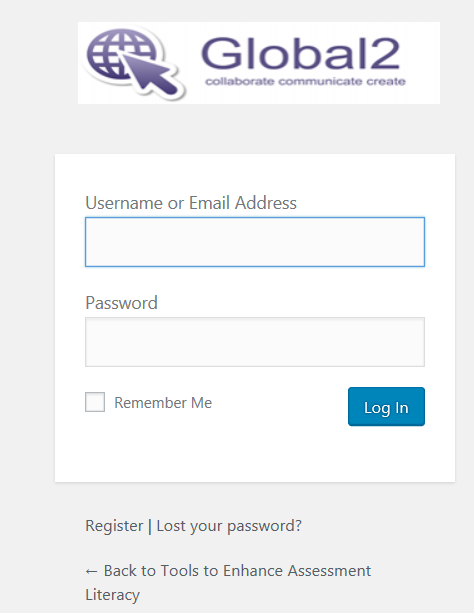 Global2
collaborate communicate create
Username or Email Address
Password
Remember Me
Log In
Register | Lost your password?
← Back to Tools to Enhance Assessment
Literacy